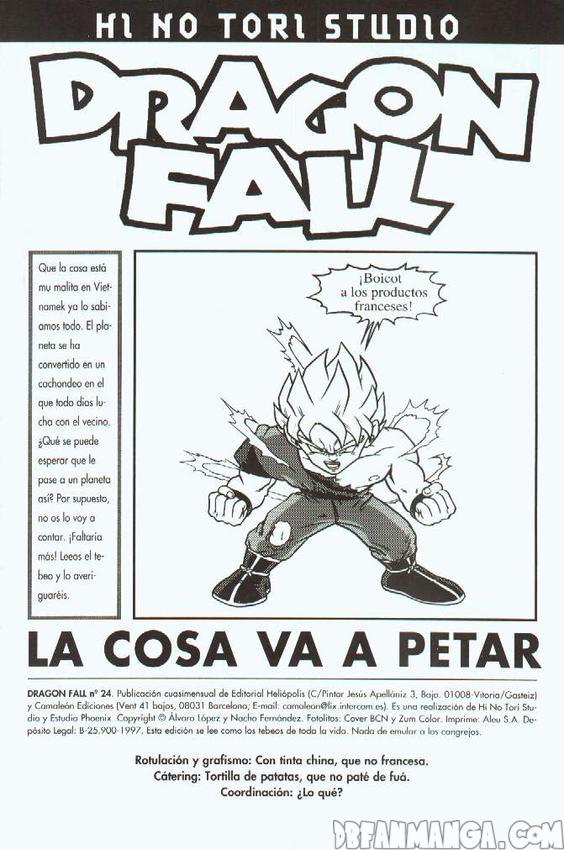 HI NO TORI STUDIO
DRAGON
FALL
Que la cosa está
mu malita en Viet-
namek ya lo sabí-
amos todo. El pla-
neta se ha
convertido en un
cachondeo en el
que todo dios lu-
cha con el vecino.
¿Qué se puede
esperar que le
pase a un planeta
así? Por supuesto,
no os lo voy a
contar. ¡Faltaría
más! Leeos el te-
beo y lo averi-
guaréis.
¡Boicot
a los productos
franceses!
LA COSA VA A PETAR
DRAGON FALL nº 24. Publicación cuasimensual de Editorial Heliópolis (C/Pintor Jesús Apellániz 3, Bajo. 01008-Vitoria/Gasteiz)
y Camaleón Ediciones (Vent 41 bajos, 08031 Barcelona; E-mail: camaleon@lix.intercom.es). Es una realización de Hi No Tori Stu-
dio y Estudio Phoenix. Copyright © Álvaro López y Nacho Fernández. Fotolitos: Cover BCN y Zum Color. Imprime: Aleu S.A. De-
pósito Legal: B-25.900-1997. Esta edición se lee como los tebeos de toda la vida. Nada de emular a los cangrejos.
Rotulación y grafismo: Con tinta china, que no francesa.
Cátering: Tortilla de patatas, que no paté de fuá.
Coordinación: ¿Lo qué?
DBFANMANGA.COM